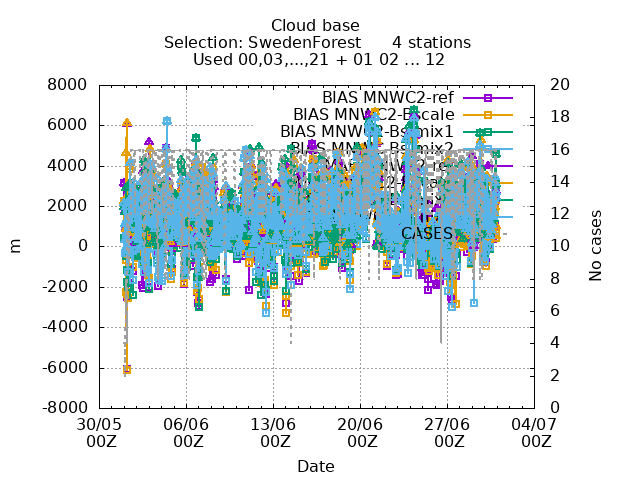 Cloud base
Selection: SwedenForest 4 stations
Used 00,03,...,21 + 01 02 ... 12
8000
6000
4000
2000
0
-2000
-4000
-6000
-8000
m
20
18
16
14
12
10
8
6
4
2
0
No cases
BIAS MNWC2-ref
BIAS MNWC2-Bscale
BIAS MNWC2-Bsmix1
CASES
30/05 00Z
06/06 00Z
13/06 00Z
20/06 00Z
27/06 00Z
04/07 00Z
Date